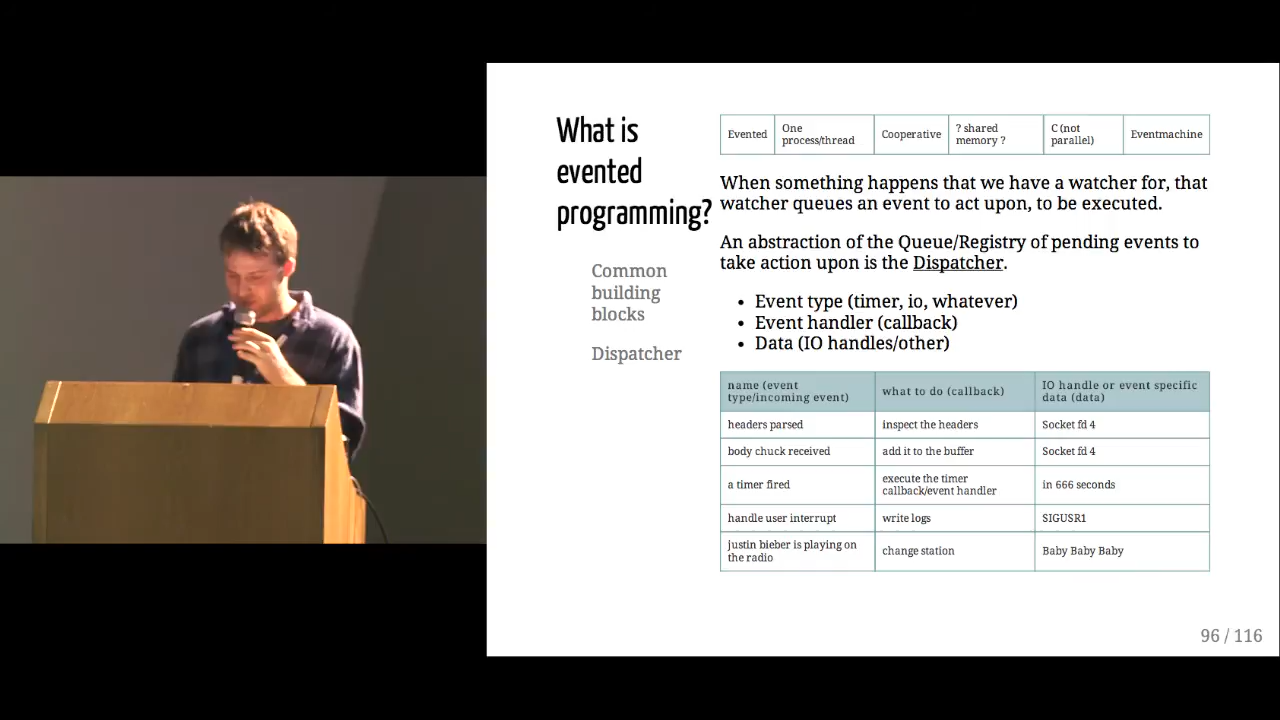 What is
evented
programming?
Common
building
blocks
Dispatcher
Evented
One
process/thread
Cooperative
? shared
memory ?
C (not
parallel)
Eventmachine
When something happens that we have a watcher for, that
watcher queues an event to act upon, to be executed.
An abstraction of the Queue/Registry of pending events to
take action upon is the Dispatcher.
• Event type (timer, io, whatever)
• Event handler (callback)
• Data (IO handles/other)
name (event
type/incoming event)
what to do (callback)
IO handle or event specific
data (data)
headers parsed
inspect the headers
Socket fd 4
body chuck received
add it to the buffer
Socket fd 4
a timer fired
execute the timer
callback/event handler
in 666 seconds
handle user interrupt
write logs
SIGUSR1
justin bieber is playing on
the radio
change station
Baby Baby Baby
96 / 116